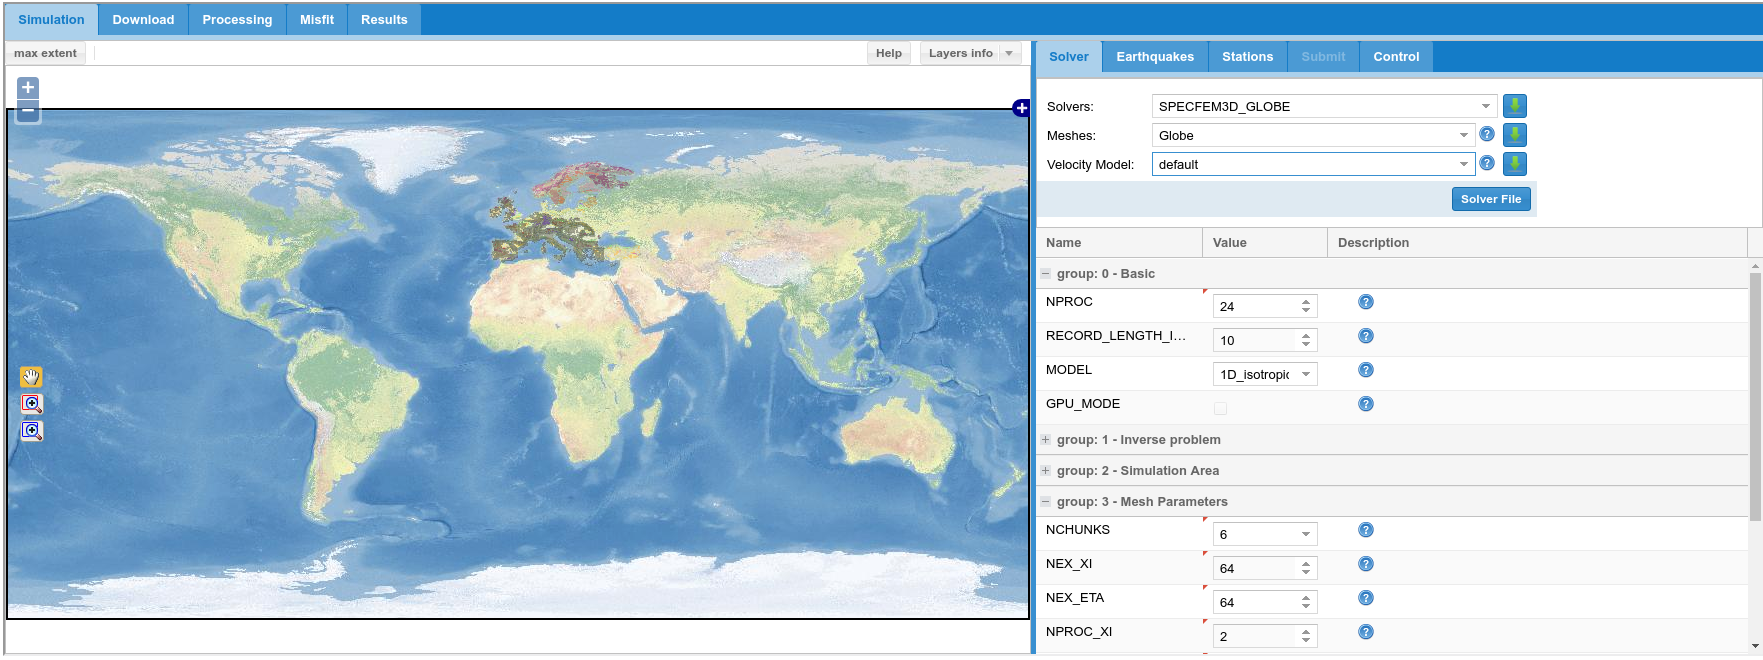 Simulation Download Processing Misfit Results
max extent Help Layers info
Solver Earthquakes Stations Submit Control
Solvers: SPECFEM3D_GLOBE
Meshes: Globe
Velocity Model: default
Solver File
Name Value Description
group: 0 - Basic
NPROC 24
RECORD_LENGTH_I... 10
MODEL 1D_isotropic
GPU_MODE
group: 1 - Inverse problem
group: 2 - Simulation Area
group: 3 - Mesh Parameters
NCHUNKS 6
NEX_XI 64
NEX_ETA 64
NPROC_XI 2